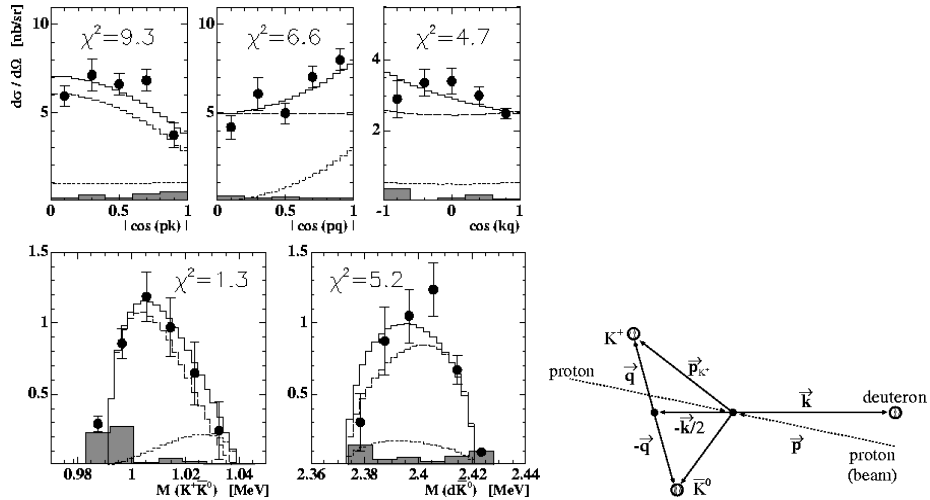 dσ / dΩ [nb/sr]
10
5
χ²=9.3
0
0.5
1
| cos (pk) |
10
5
χ²=6.6
0
0.5
1
| cos (pq) |
4
2
χ²=4.7
-1
0
1
cos (kq)
1.5
1
0.5
χ²=1.3
0.98
1
1.02
1.04
M (K⁺K̅⁰) [MeV]
1.5
1
0.5
χ²=5.2
2.36
2.38
2.4
2.42
2.44
M (dK̅⁰) [MeV]
K⁺
proton
q⃗
p⃗K⁺
k⃗
deuteron
-k⃗/2
-q⃗
p⃗
proton
(beam)
K̅⁰